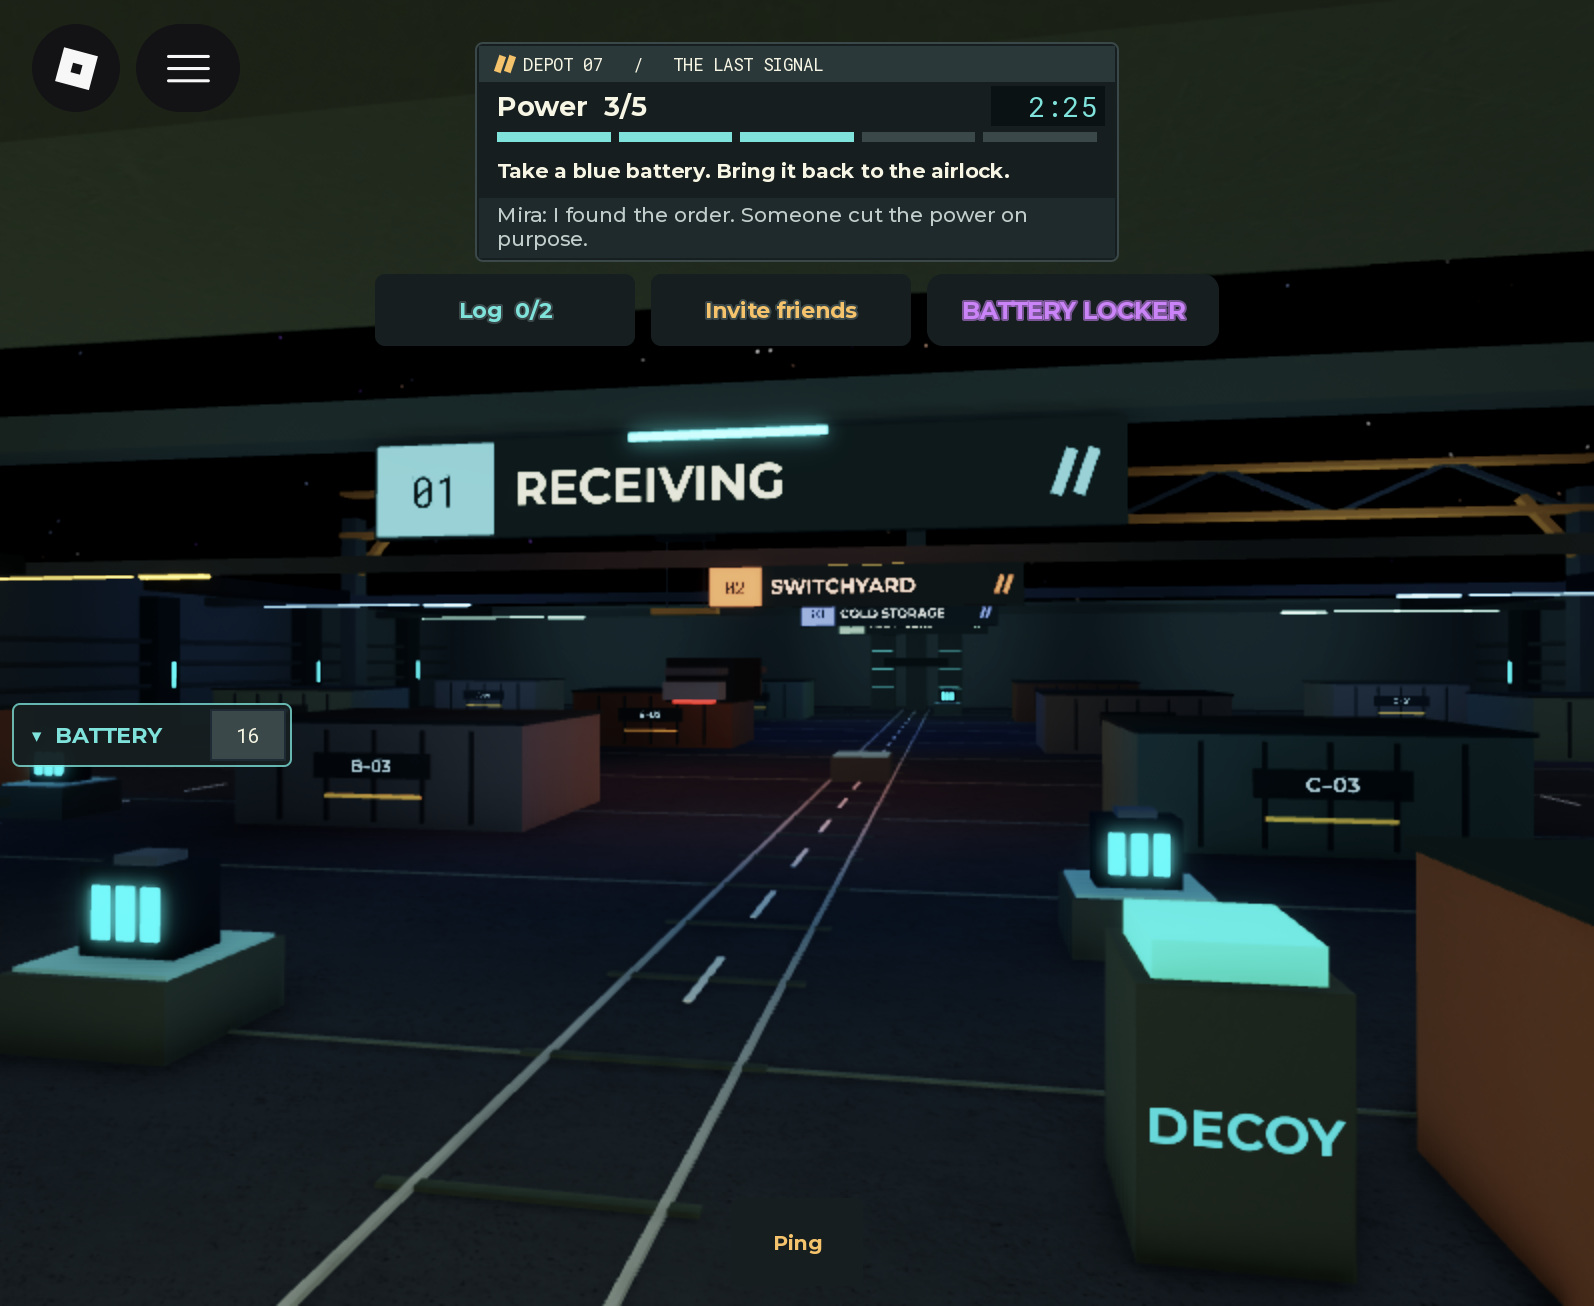 DEPOT 07 / THE LAST SIGNAL
Power 3/5
2:25
Take a blue battery. Bring it back to the airlock.
Mira: I found the order. Someone cut the power on
purpose.
Log 0/2
Invite friends
BATTERY LOCKER
01 RECEIVING
02 SWITCHYARD
COLD STORAGE
BATTERY 16
B-03
C-03
DECOY
Ping